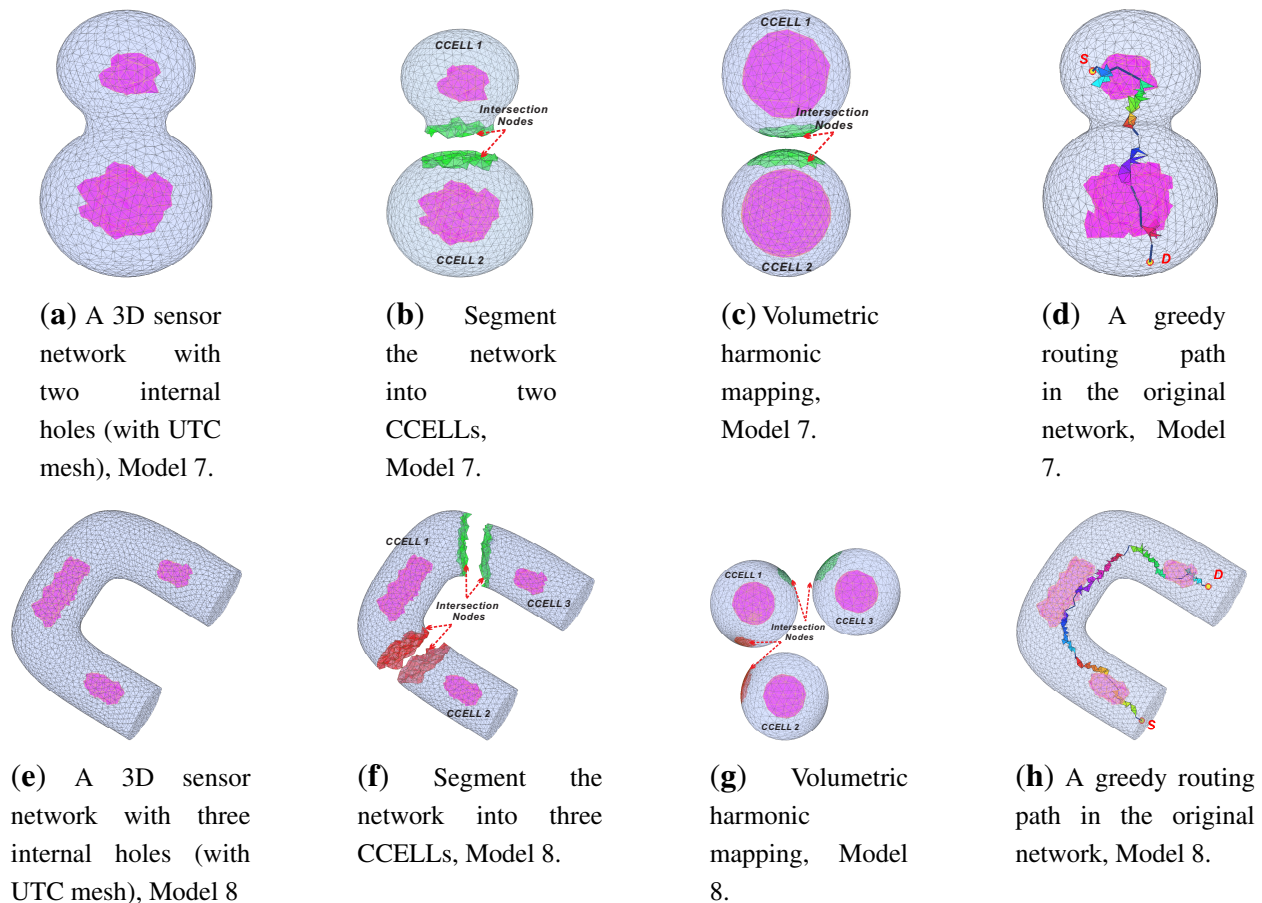 CCELL 1
Intersection
Nodes
CCELL 2
CCELL 1
Intersection
Nodes
CCELL 2
S
D
(a) A 3D sensor
network with
two internal
holes (with UTC
mesh), Model 7.
(b) Segment
the network
into two
CCELLs,
Model 7.
(c) Volumetric
harmonic
mapping,
Model 7.
(d) A greedy
routing path
in the original
network, Model
7.
CCELL 1
CCELL 3
Intersection
Nodes
CCELL 2
CCELL 1
CCELL 3
Intersection
Nodes
CCELL 2
D
S
(e) A 3D sensor
network with three
internal holes (with
UTC mesh), Model 8
(f) Segment the
network into three
CCELLs, Model 8.
(g) Volumetric
harmonic
mapping, Model
8.
(h) A greedy routing
path in the original
network, Model 8.